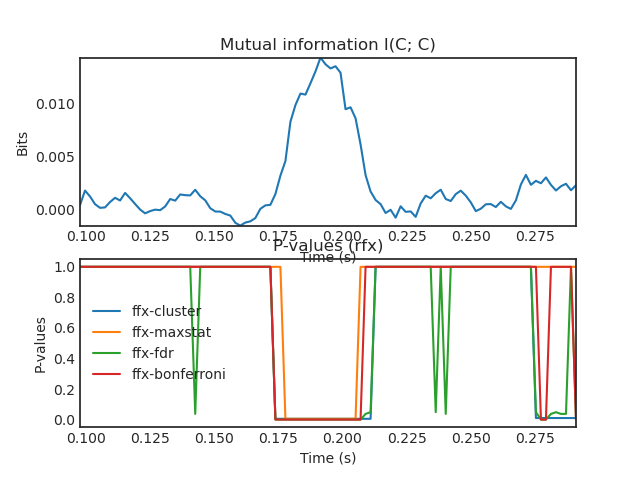 Mutual information I(C; C)
Bits
0.010
0.005
0.000
0.100 0.125 0.150 0.175 0.200 0.225 0.250 0.275
Time (s)
P-values (rfx)
P-values
1.0
0.8
0.6
0.4
0.2
0.0
ffx-cluster
ffx-maxstat
ffx-fdr
ffx-bonferroni
0.100 0.125 0.150 0.175 0.200 0.225 0.250 0.275
Time (s)